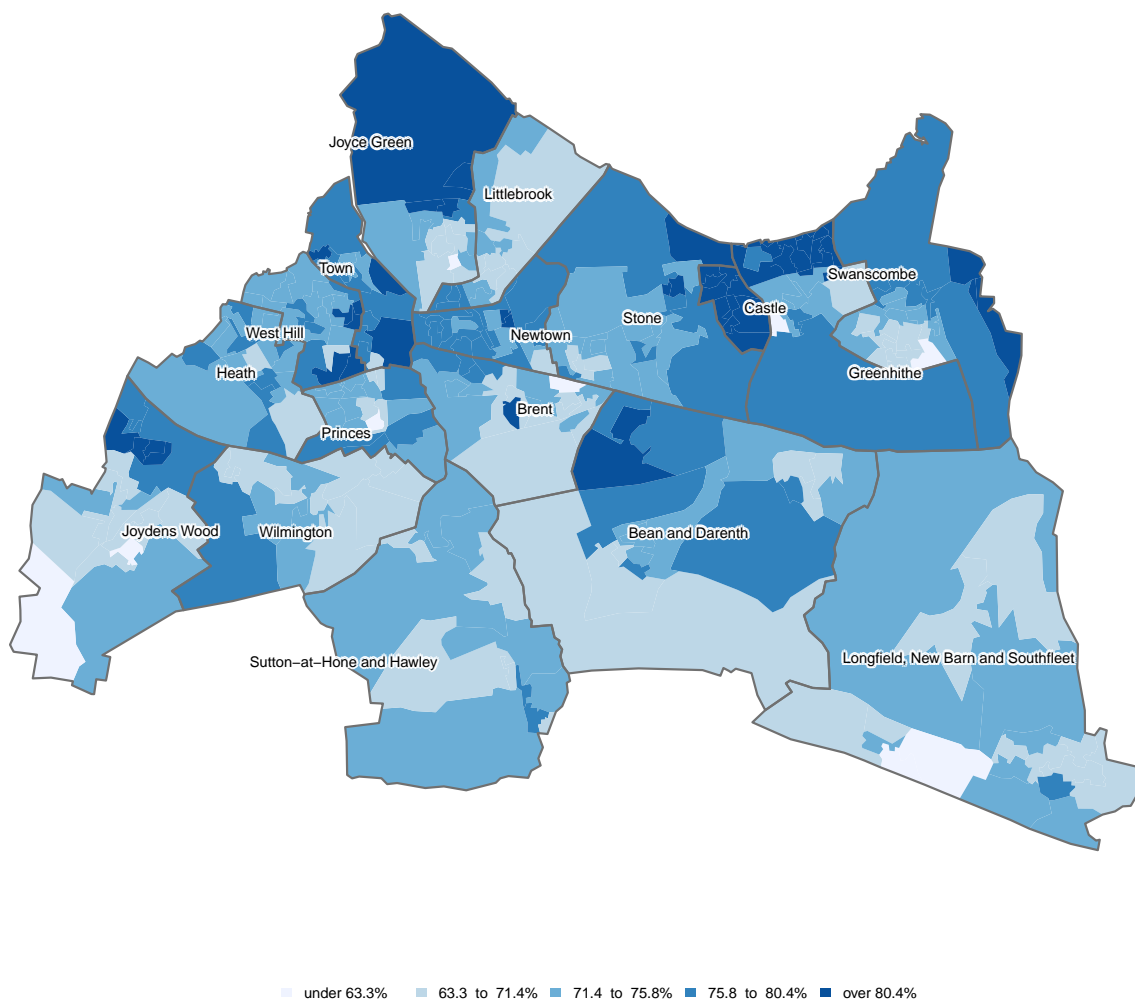 Joyce Green
Littlebrook
Town
Swanscombe
Castle
Stone
West Hill
Newtown
Heath
Greenhithe
Brent
Princes
Joydens Wood
Wilmington
Bean and Darenth
Sutton−at−Hone and Hawley
Longfield, New Barn and Southfleet
under 63.3% 63.3 to 71.4% 71.4 to 75.8% 75.8 to 80.4% over 80.4%